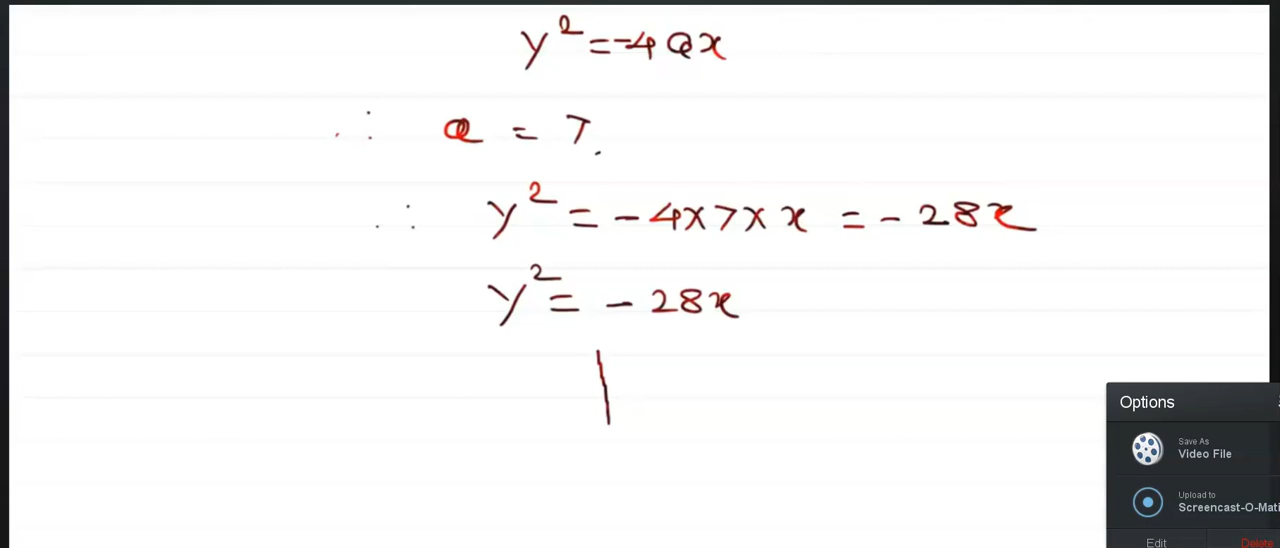 y² = -4ax
∴ a = 7.
∴ y² = - 4 x 7 x x = - 28x
y² = - 28x
Options
Save As
Video File
Upload to
Screencast-O-Mati
Edit Delete